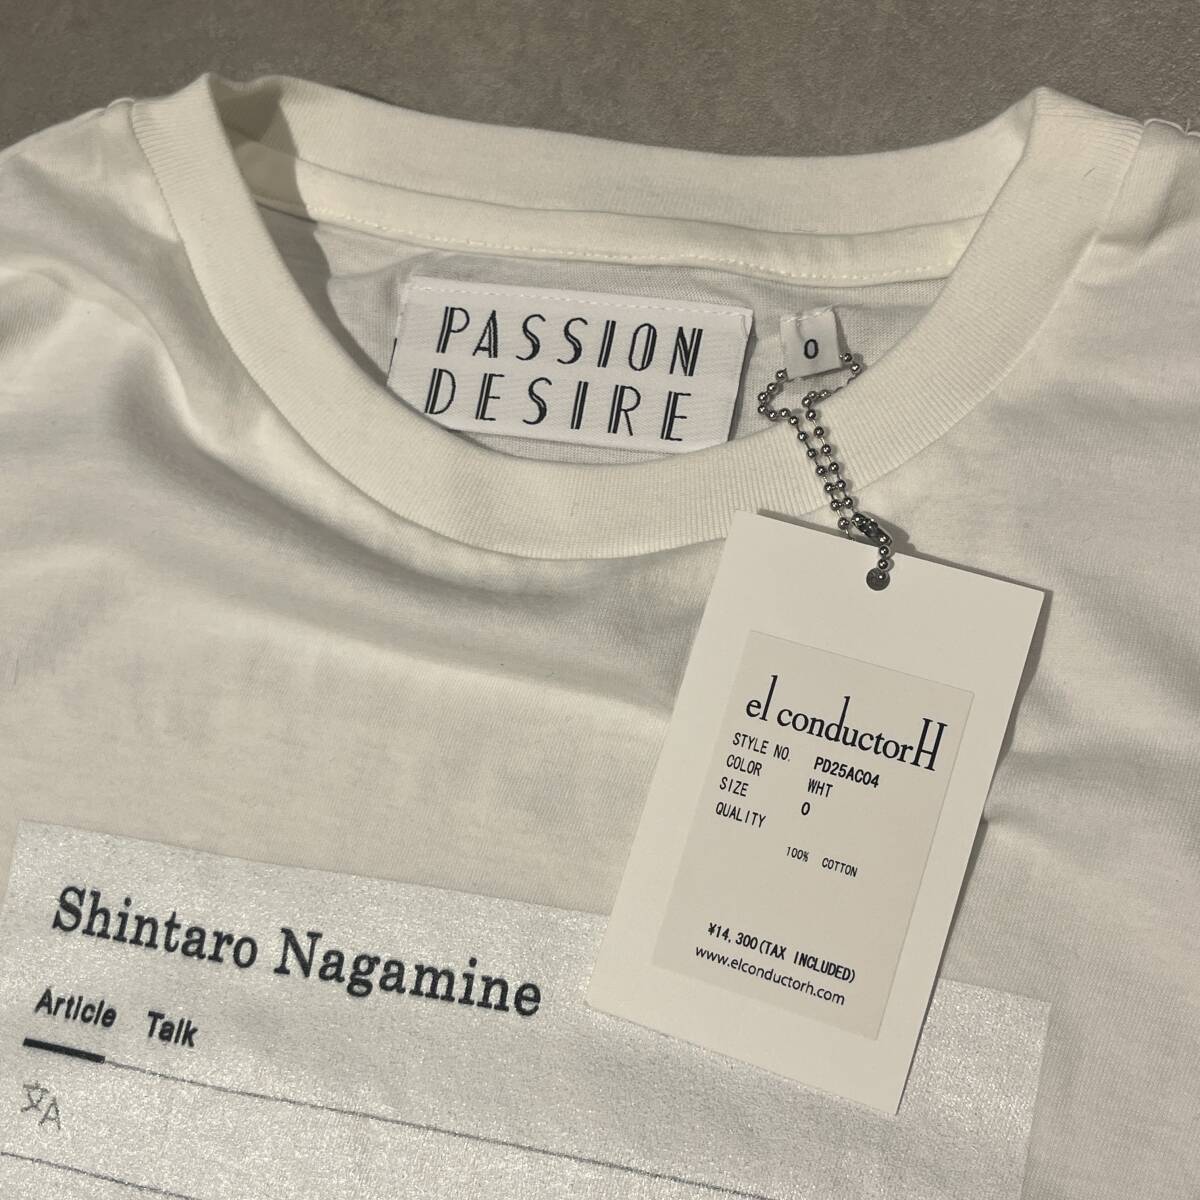 PASSION
DESIRE
0
el conductorH
STYLE NO. PD25AC04
COLOR WHT
SIZE 0
QUALITY
100% COTTON
¥14,300(TAX INCLUDED)
www.elconductorh.com
Shintaro Nagamine
Article Talk
文A